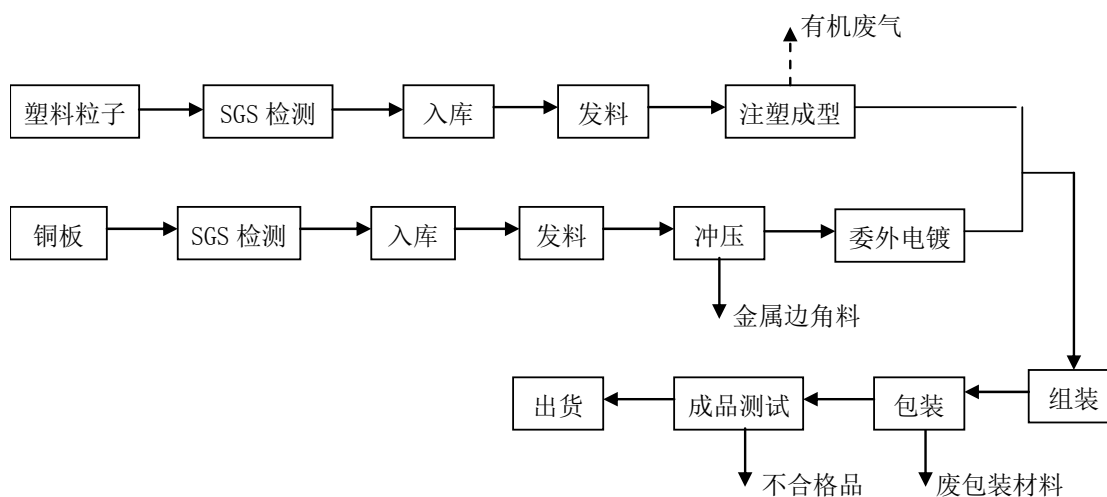 有机废气
塑料粒子
SGS 检测
入库
发料
注塑成型
铜板
SGS 检测
入库
发料
冲压
委外电镀
金属边角料
出货
成品测试
包装
组装
不合格品
废包装材料